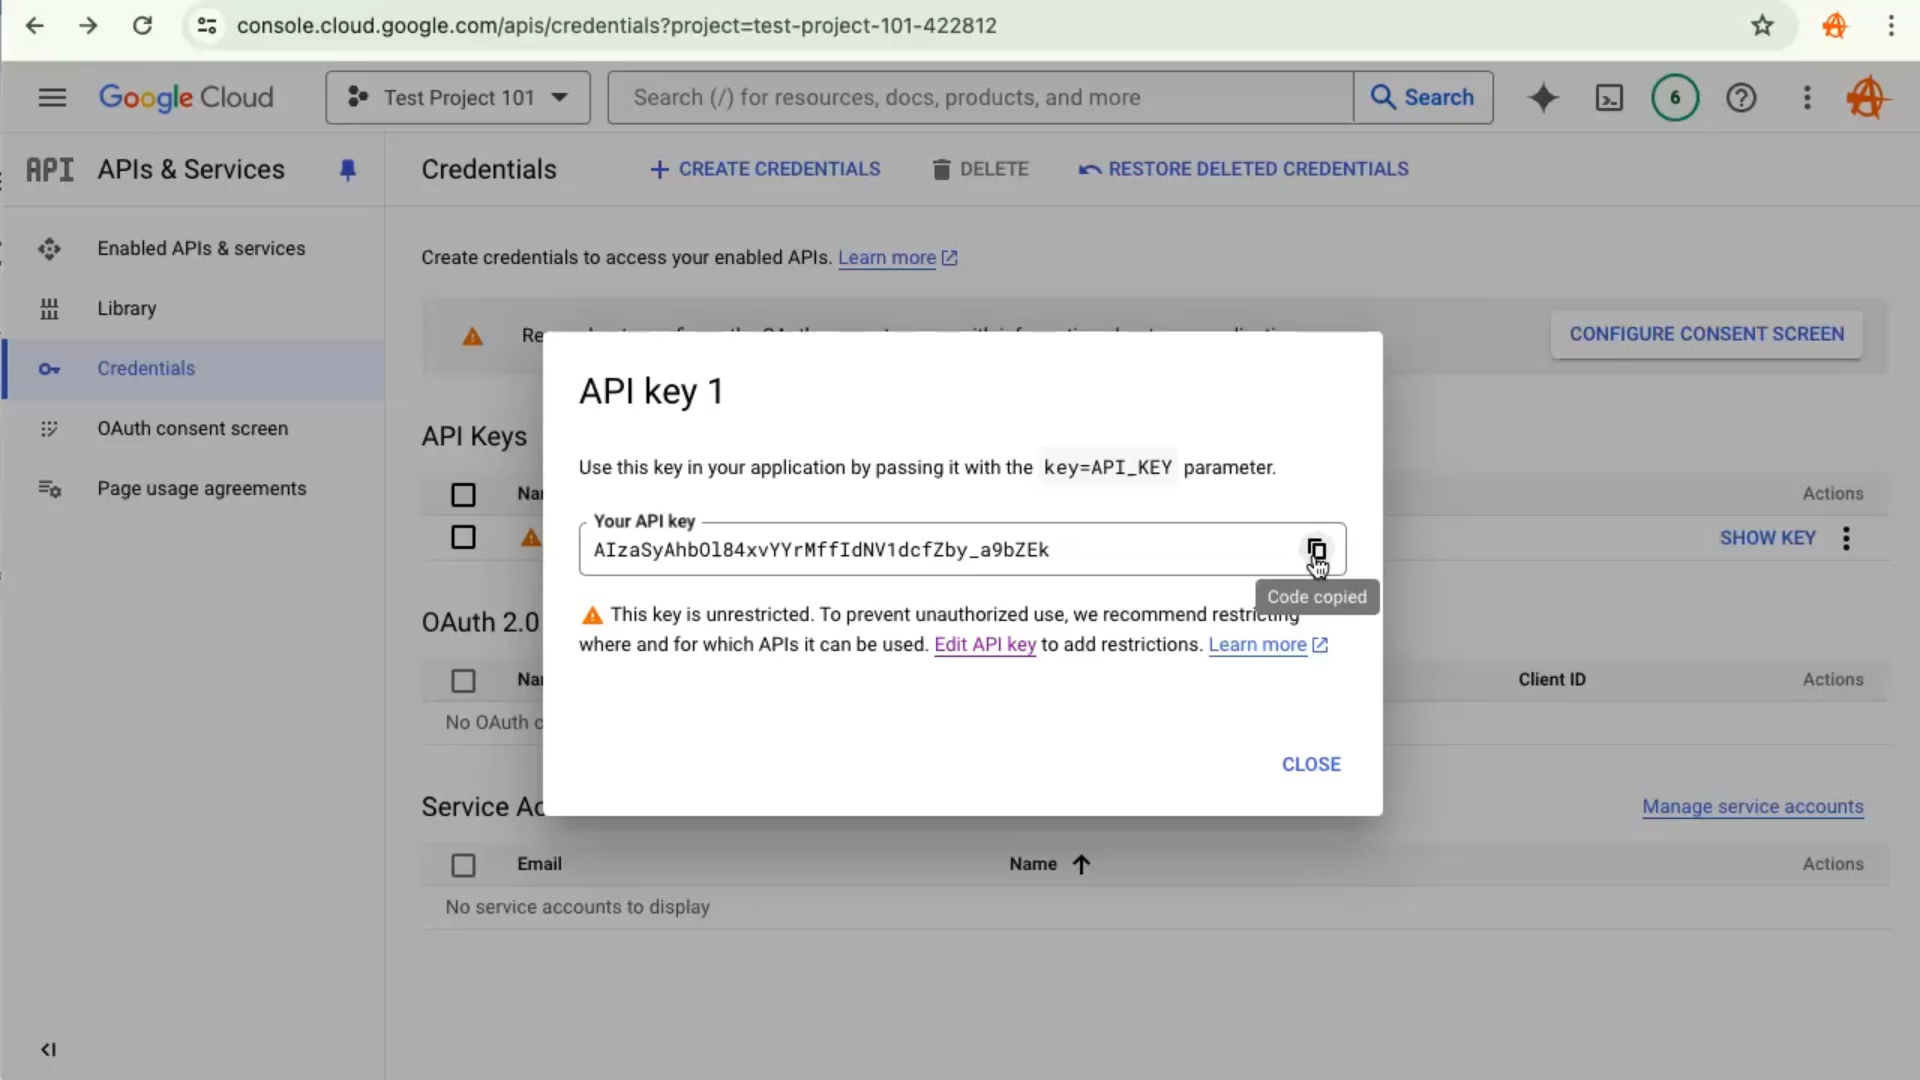 console.cloud.google.com/apis/credentials?project=test-project-101-422812
Google Cloud
Test Project 101
Search (/) for resources, docs, products, and more
Search
6
API
APIs & Services
Credentials
CREATE CREDENTIALS
DELETE
RESTORE DELETED CREDENTIALS
Enabled APIs & services
Library
Credentials
OAuth consent screen
Page usage agreements
Create credentials to access your enabled APIs. Learn more
CONFIGURE CONSENT SCREEN
API key 1
Use this key in your application by passing it with the key=API_KEY parameter.
Your API key
AIzaSyAhbOl84xvYYrMffIdNV1dcfZby_a9bZEk
Code copied
This key is unrestricted. To prevent unauthorized use, we recommend restricting
where and for which APIs it can be used. Edit API key to add restrictions. Learn more
CLOSE
API Keys
Actions
SHOW KEY
OAuth 2.0
Client ID
Actions
No OAuth
Service
Manage service accounts
Email
Name
Actions
No service accounts to display